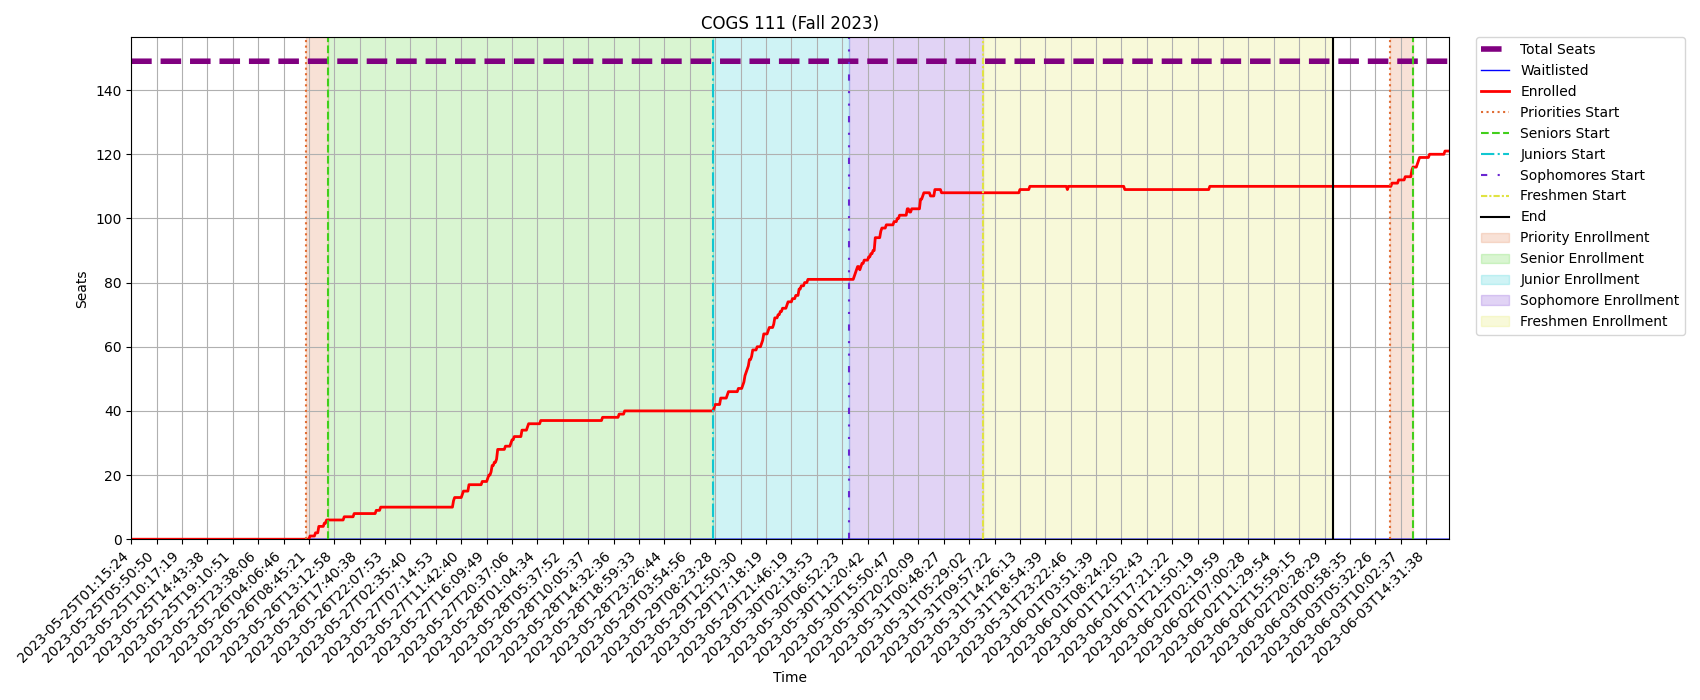 COGS 111 (Fall 2023)
Seats
140
120
100
80
60
40
20
0
2023-05-25T01:15:24
2023-05-25T05:50:50
2023-05-25T10:17:19
2023-05-25T14:43:38
2023-05-25T19:10:51
2023-05-25T23:38:06
2023-05-26T04:06:46
2023-05-26T08:45:21
2023-05-26T13:12:58
2023-05-26T17:40:38
2023-05-26T22:07:53
2023-05-27T02:35:40
2023-05-27T07:14:53
2023-05-27T11:42:40
2023-05-27T16:09:49
2023-05-27T20:37:06
2023-05-28T01:04:34
2023-05-28T05:37:52
2023-05-28T10:05:37
2023-05-28T14:32:36
2023-05-28T18:59:33
2023-05-28T23:26:44
2023-05-29T03:54:56
2023-05-29T08:23:28
2023-05-29T12:50:30
2023-05-29T17:18:19
2023-05-29T21:46:19
2023-05-30T02:13:53
2023-05-30T06:52:23
2023-05-30T11:20:42
2023-05-30T15:50:47
2023-05-30T20:20:09
2023-05-31T00:48:27
2023-05-31T05:29:02
2023-05-31T09:57:22
2023-05-31T14:26:13
2023-05-31T18:54:39
2023-05-31T23:22:46
2023-06-01T03:51:39
2023-06-01T08:24:20
2023-06-01T12:52:43
2023-06-01T17:21:22
2023-06-01T21:50:19
2023-06-02T02:19:59
2023-06-02T07:00:28
2023-06-02T11:29:54
2023-06-02T15:59:15
2023-06-02T20:28:29
2023-06-03T00:58:35
2023-06-03T05:32:26
2023-06-03T10:02:37
2023-06-03T14:31:38
Time
Total Seats
Waitlisted
Enrolled
Priorities Start
Seniors Start
Juniors Start
Sophomores Start
Freshmen Start
End
Priority Enrollment
Senior Enrollment
Junior Enrollment
Sophomore Enrollment
Freshmen Enrollment